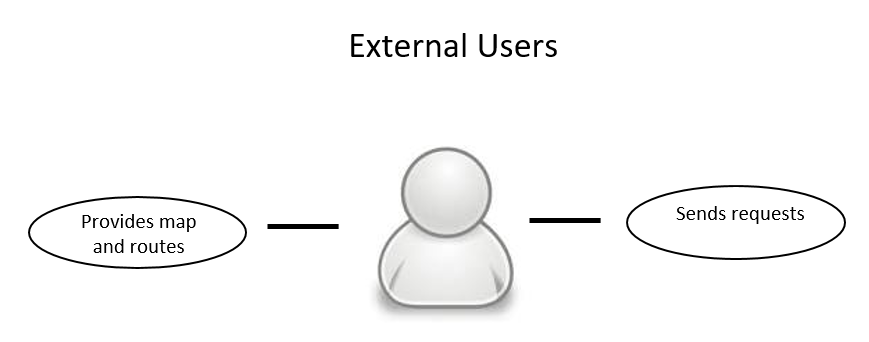 External Users
Provides map
and routes
Sends requests